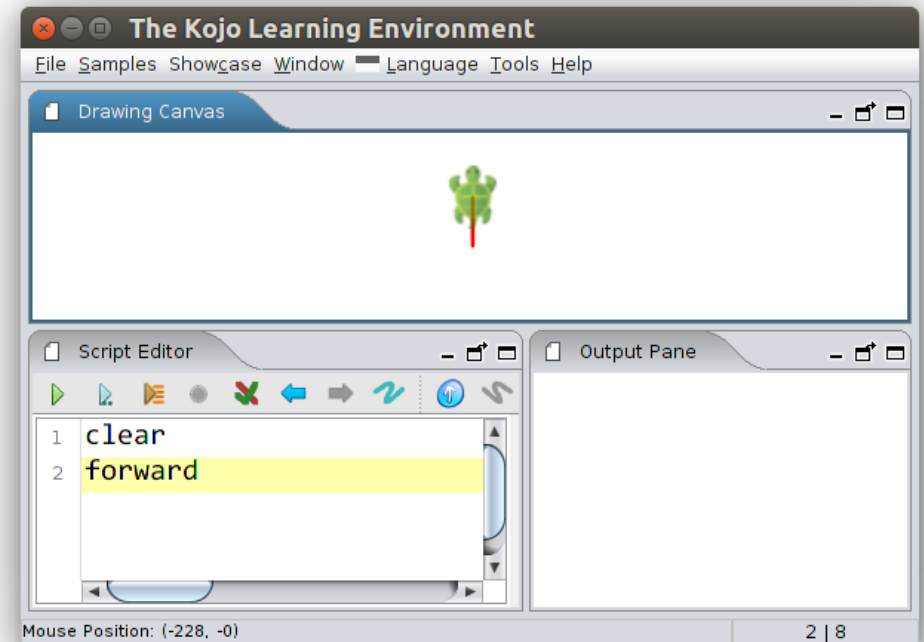 The Kojo Learning Environment
File Samples Showcase Window Language Tools Help
Drawing Canvas
Script Editor
Output Pane
1 clear
2 forward
Mouse Position: (-228, -0)
2 | 8